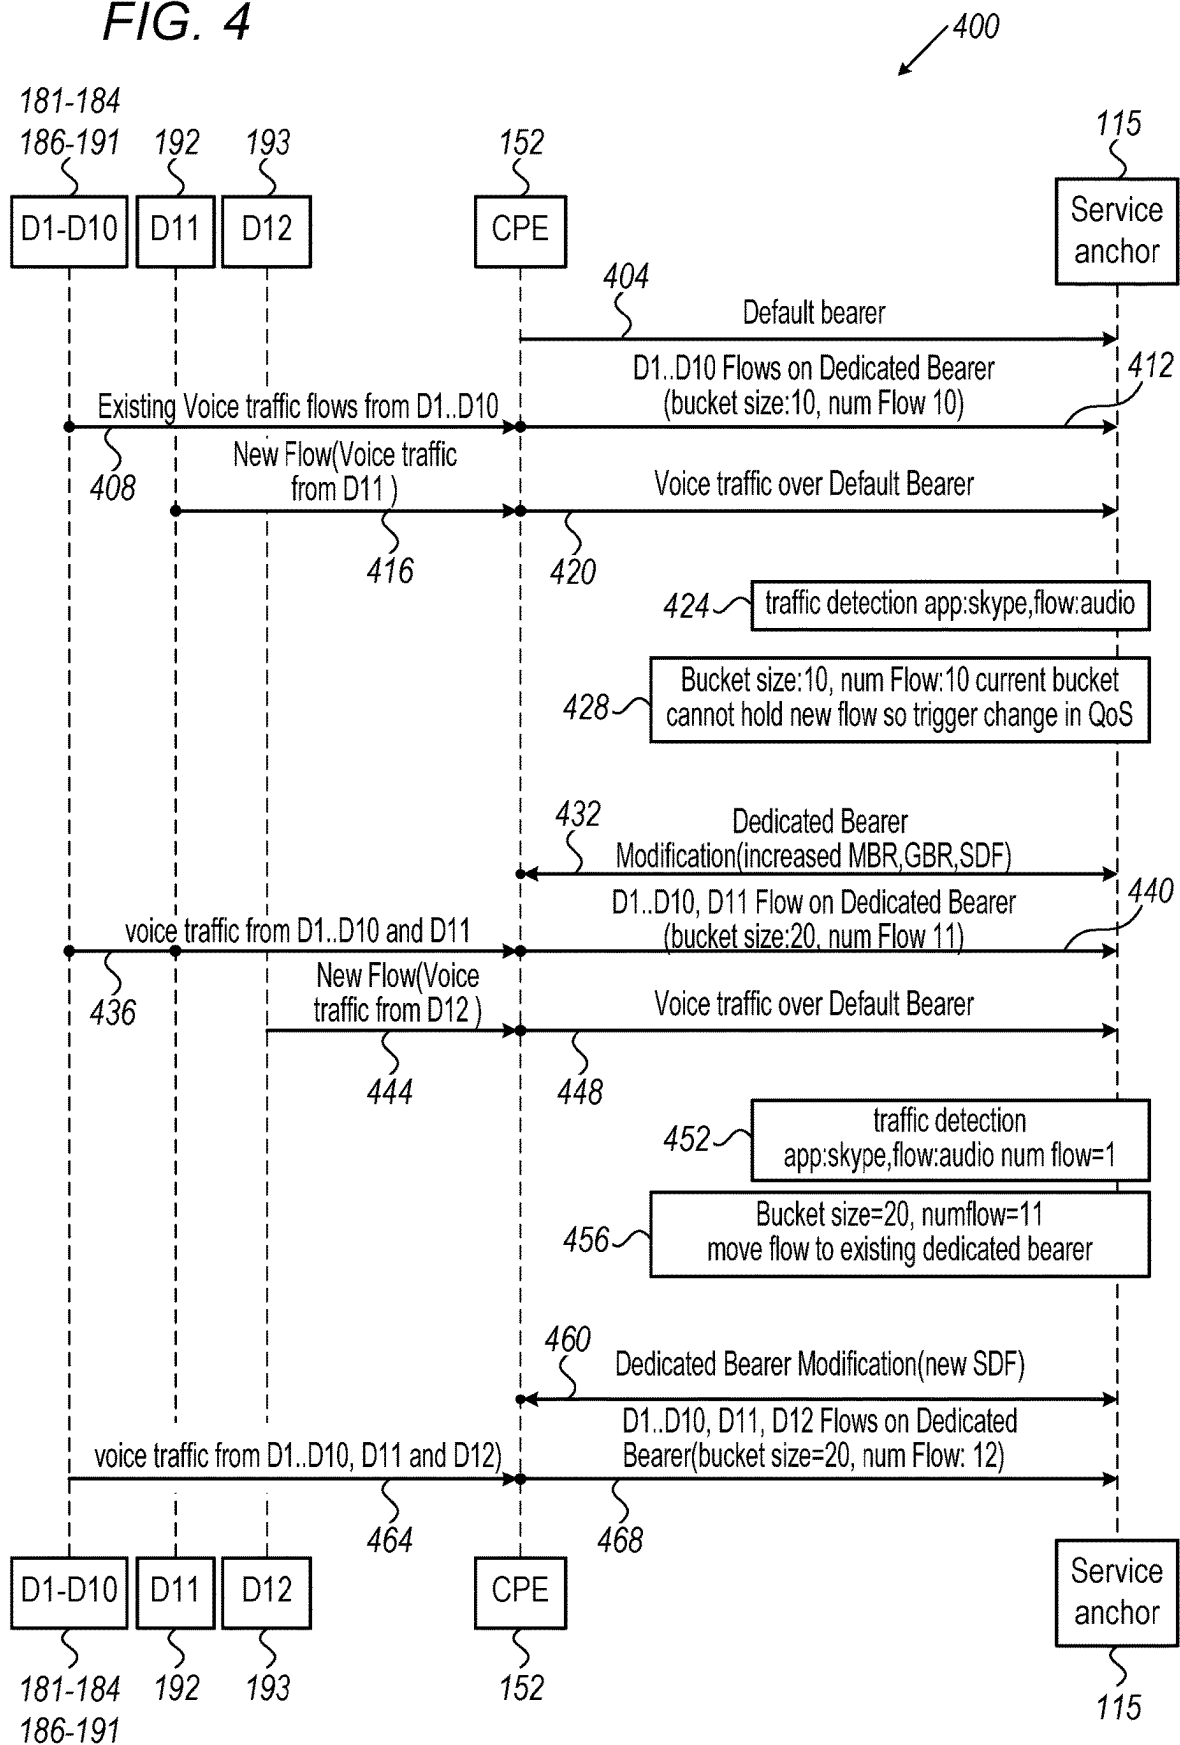 FIG. 4
400
181-184
186-191
192
193
152
115
D1-D10
D11
D12
CPE
Service
anchor
404
Default bearer
D1..D10 Flows on Dedicated Bearer
(bucket size:10, num Flow 10)
412
Existing Voice traffic flows from D1..D10
408
New Flow(Voice traffic
from D11 )
Voice traffic over Default Bearer
416
420
424
traffic detection app:skype,flow:audio
428
Bucket size:10, num Flow:10 current bucket
cannot hold new flow so trigger change in QoS
432
Dedicated Bearer
Modification(increased MBR,GBR,SDF)
440
D1..D10, D11 Flow on Dedicated Bearer
(bucket size:20, num Flow 11)
voice traffic from D1..D10 and D11
436
New Flow(Voice
traffic from D12 )
Voice traffic over Default Bearer
444
448
452
traffic detection
app:skype,flow:audio num flow=1
456
Bucket size=20, numflow=11
move flow to existing dedicated bearer
460
Dedicated Bearer Modification(new SDF)
D1..D10, D11, D12 Flows on Dedicated
Bearer(bucket size=20, num Flow: 12)
voice traffic from D1..D10, D11 and D12)
464
468
D1-D10
D11
D12
CPE
Service
anchor
181-184
186-191
192
193
152
115